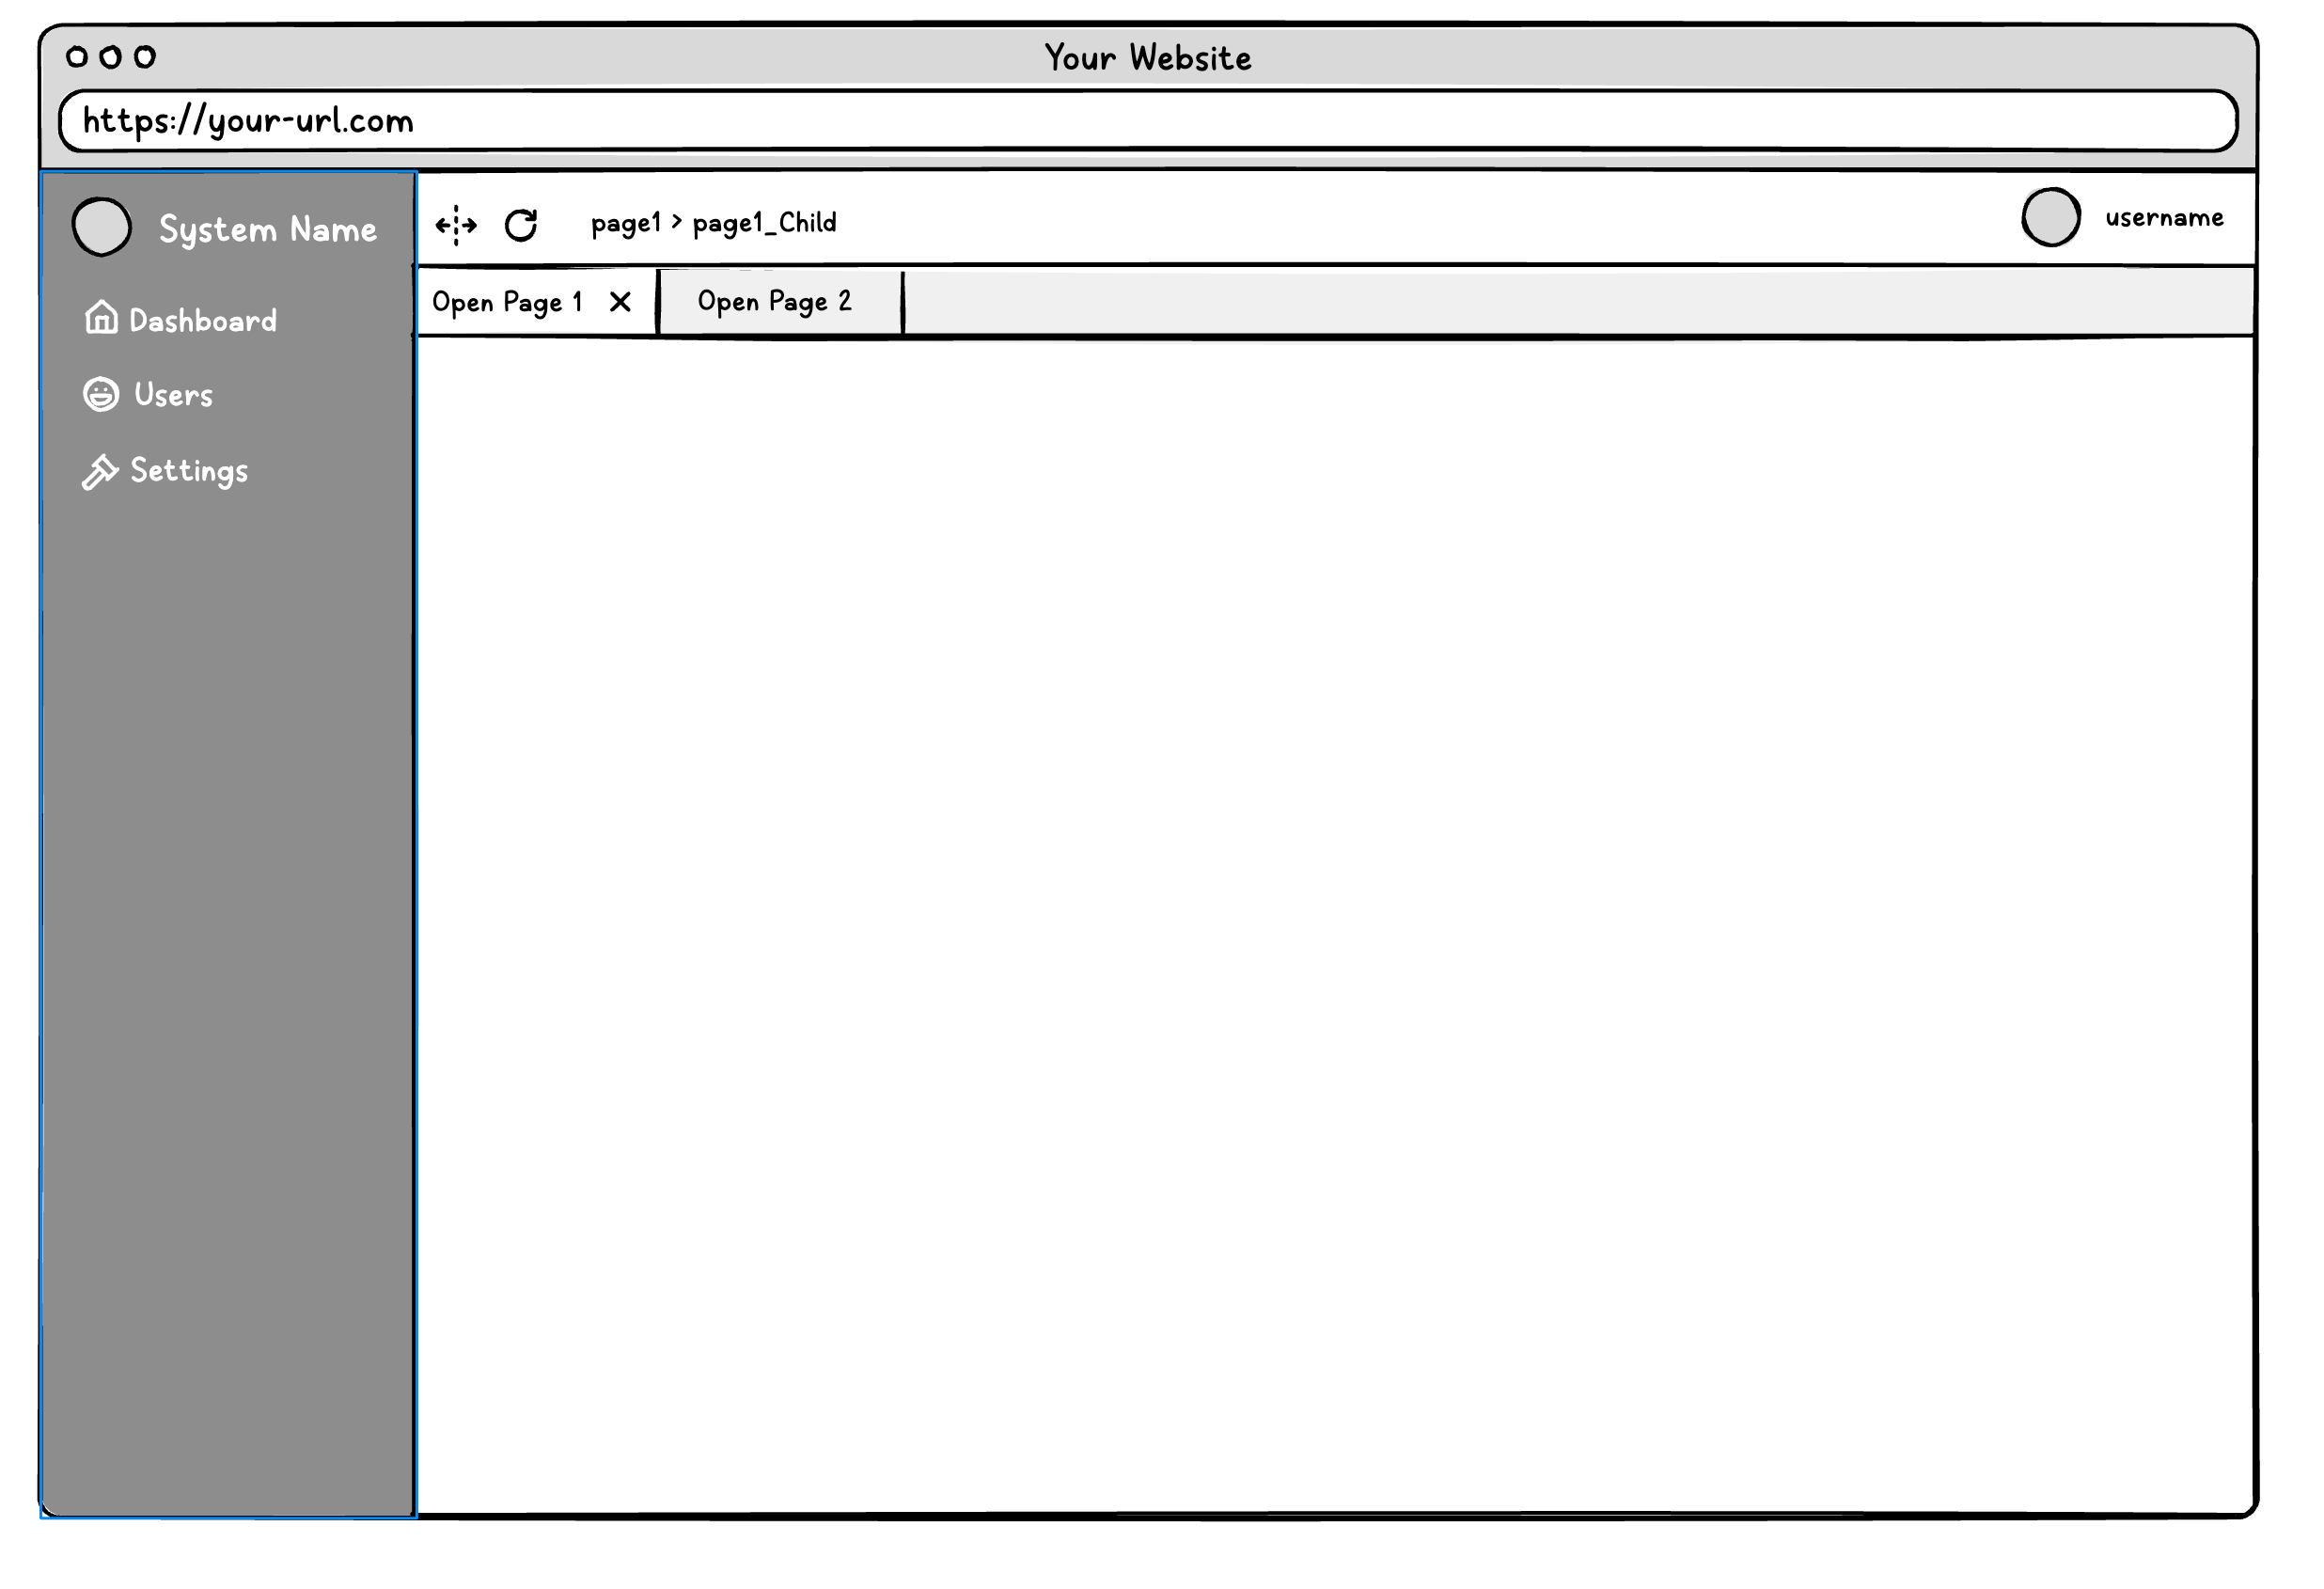 Your Website
https://your-url.com
System Name
page1 > page1_Child
username
Open Page 1
Open Page 2
Dashboard
Users
Settings